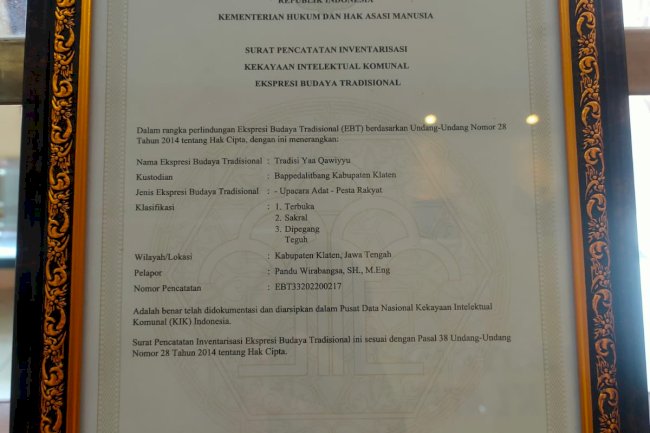 REPUBLIK INDONESIA
KEMENTERIAN HUKUM DAN HAK ASASI MANUSIA
SURAT PENCATATAN INVENTARISASI
KEKAYAAN INTELEKTUAL KOMUNAL
EKSPRESI BUDAYA TRADISIONAL
Dalam rangka perlindungan Ekspresi Budaya Tradisional (EBT) berdasarkan Undang-Undang Nomor 28
Tahun 2014 tentang Hak Cipta, dengan ini menerangkan:
Nama Ekspresi Budaya Tradisional : Tradisi Yaa Qawiyyu
Kustodian : Bappedalitbang Kabupaten Klaten
Jenis Ekspresi Budaya Tradisional : - Upacara Adat - Pesta Rakyat
Klasifikasi : 1. Terbuka
2. Sakral
3. Dipegang
Teguh
Wilayah/Lokasi : Kabupaten Klaten, Jawa Tengah
Pelapor : Pandu Wirabangsa, SH., M.Eng
Nomor Pencatatan : EBT33202200217
Adalah benar telah didokumentasi dan diarsipkan dalam Pusat Data Nasional Kekayaan Intelektual
Komunal (KIK) Indonesia.
Surat Pencatatan Inventarisasi Ekspresi Budaya Tradisional ini sesuai dengan Pasal 38 Undang-Undang
Nomor 28 Tahun 2014 tentang Hak Cipta.